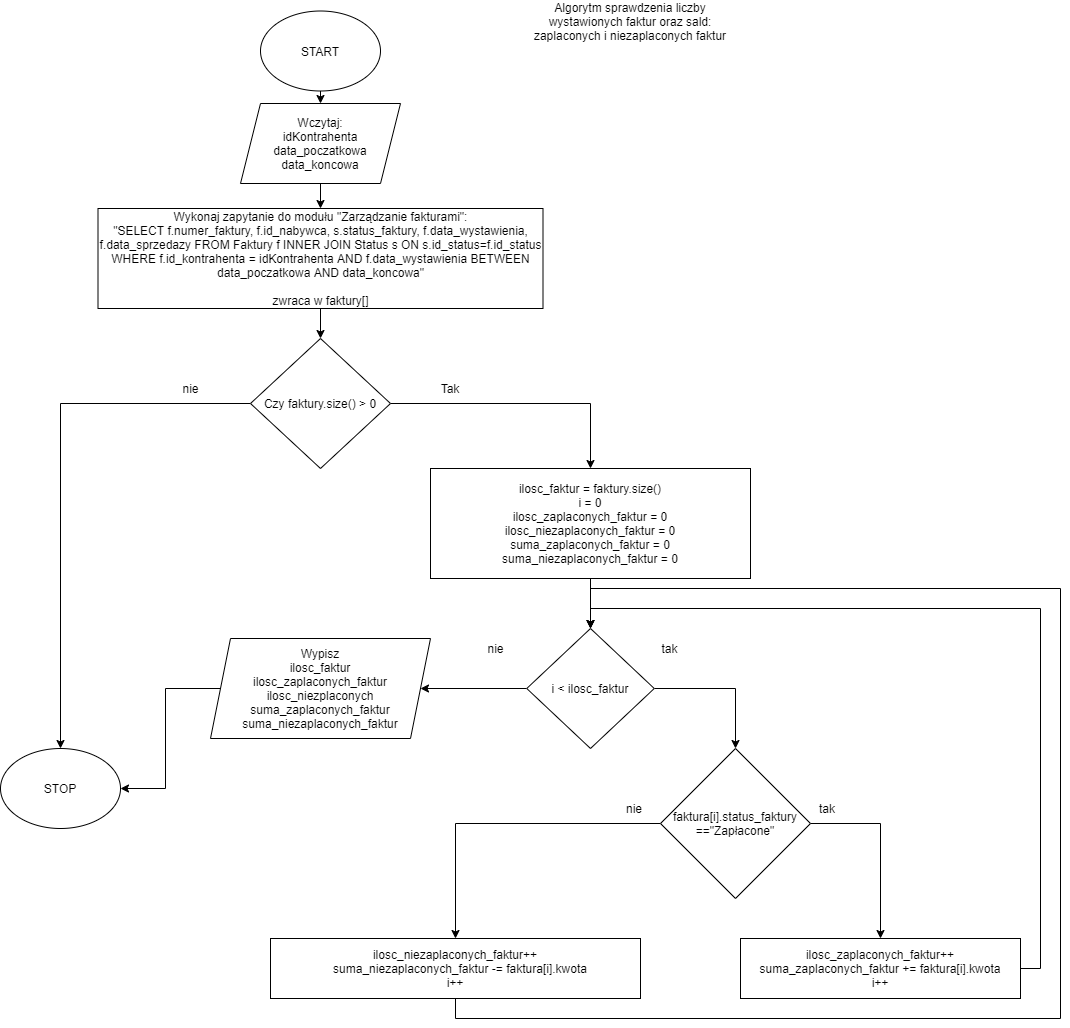 Algorytm sprawdzenia liczby
wystawionych faktur oraz sald:
zaplaconych i niezaplaconych faktur
START
Wczytaj:
idKontrahenta
data_poczatkowa
data_koncowa
Wykonaj zapytanie do modułu "Zarządzanie fakturami":
"SELECT f.numer_faktury, f.id_nabywca, s.status_faktury, f.data_wystawienia,
f.data_sprzedazy FROM Faktury f INNER JOIN Status s ON s.id_status=f.id_status
WHERE f.id_kontrahenta = idKontrahenta AND f.data_wystawienia BETWEEN
data_poczatkowa AND data_koncowa"
zwraca w faktury[]
nie
Tak
Czy faktury.size() > 0
ilosc_faktur = faktury.size()
i = 0
ilosc_zaplaconych_faktur = 0
ilosc_niezaplaconych_faktur = 0
suma_zaplaconych_faktur = 0
suma_niezaplaconych_faktur = 0
nie
tak
i < ilosc_faktur
Wypisz
ilosc_faktur
ilosc_zaplaconych_faktur
ilosc_niezplaconych
suma_zaplaconych_faktur
suma_niezaplaconych_faktur
STOP
nie
tak
faktura[i].status_faktury
=="Zapłacone"
ilosc_niezaplaconych_faktur++
suma_niezaplaconych_faktur -= faktura[i].kwota
i++
ilosc_zaplaconych_faktur++
suma_zaplaconych_faktur += faktura[i].kwota
i++